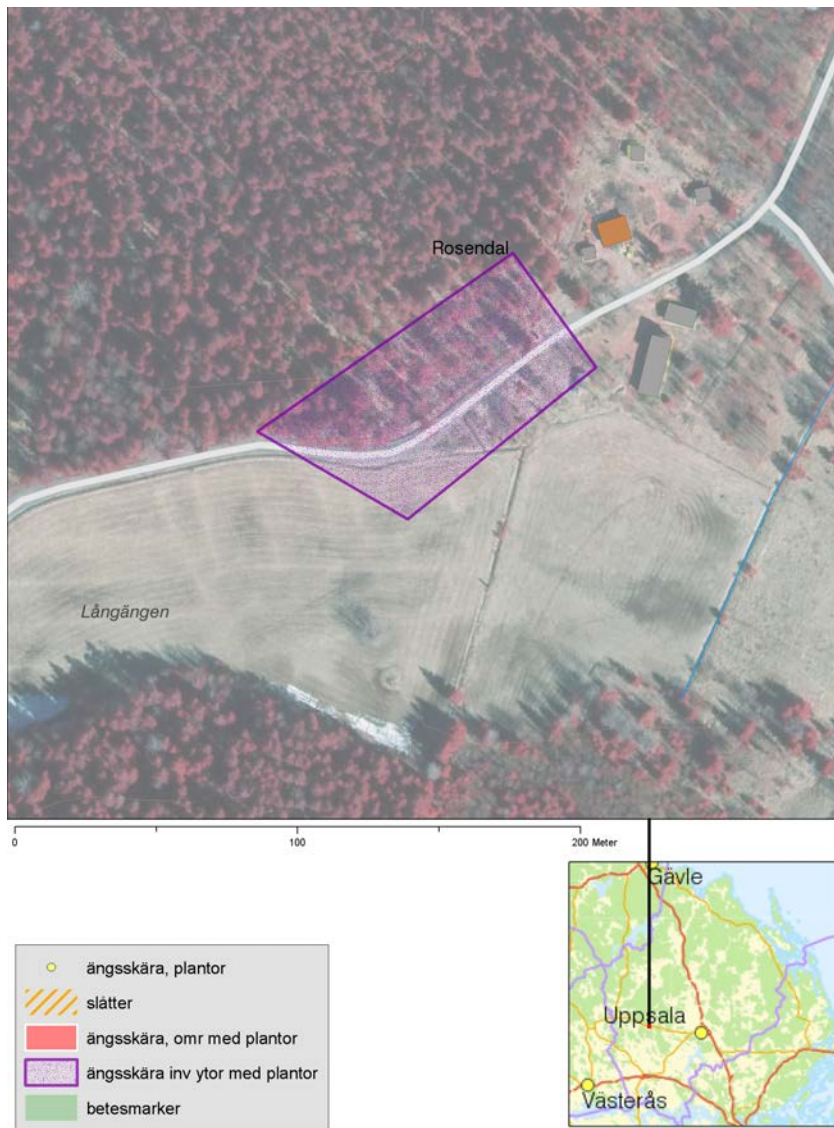 Rosendal
Långängen
0 100 200 Meter
Gävle
Uppsala
Västerås
ängsskära, plantor
slåtter
ängsskära, omr med plantor
ängsskära inv ytor med plantor
betesmarker